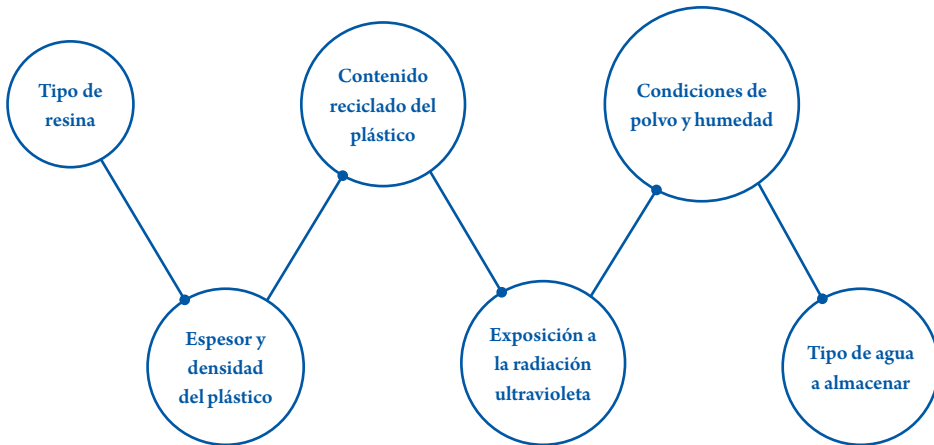 Tipo de
resina
Espesor y
densidad
del plástico
Contenido
reciclado del
plástico
Exposición a
la radiación
ultravioleta
Condiciones de
polvo y humedad
Tipo de agua
a almacenar